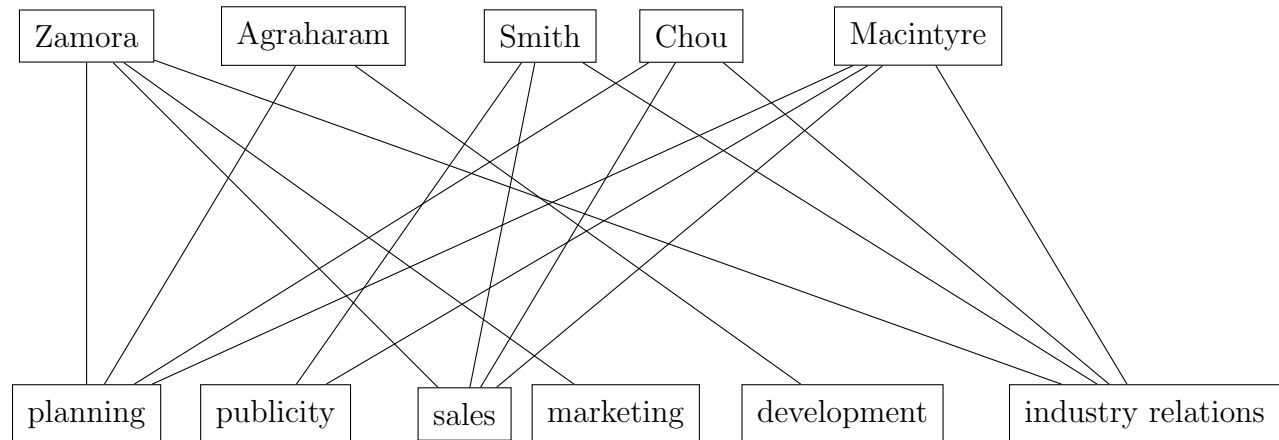 Zamora Agraharam Smith Chou Macintyre
planning publicity sales marketing development industry relations